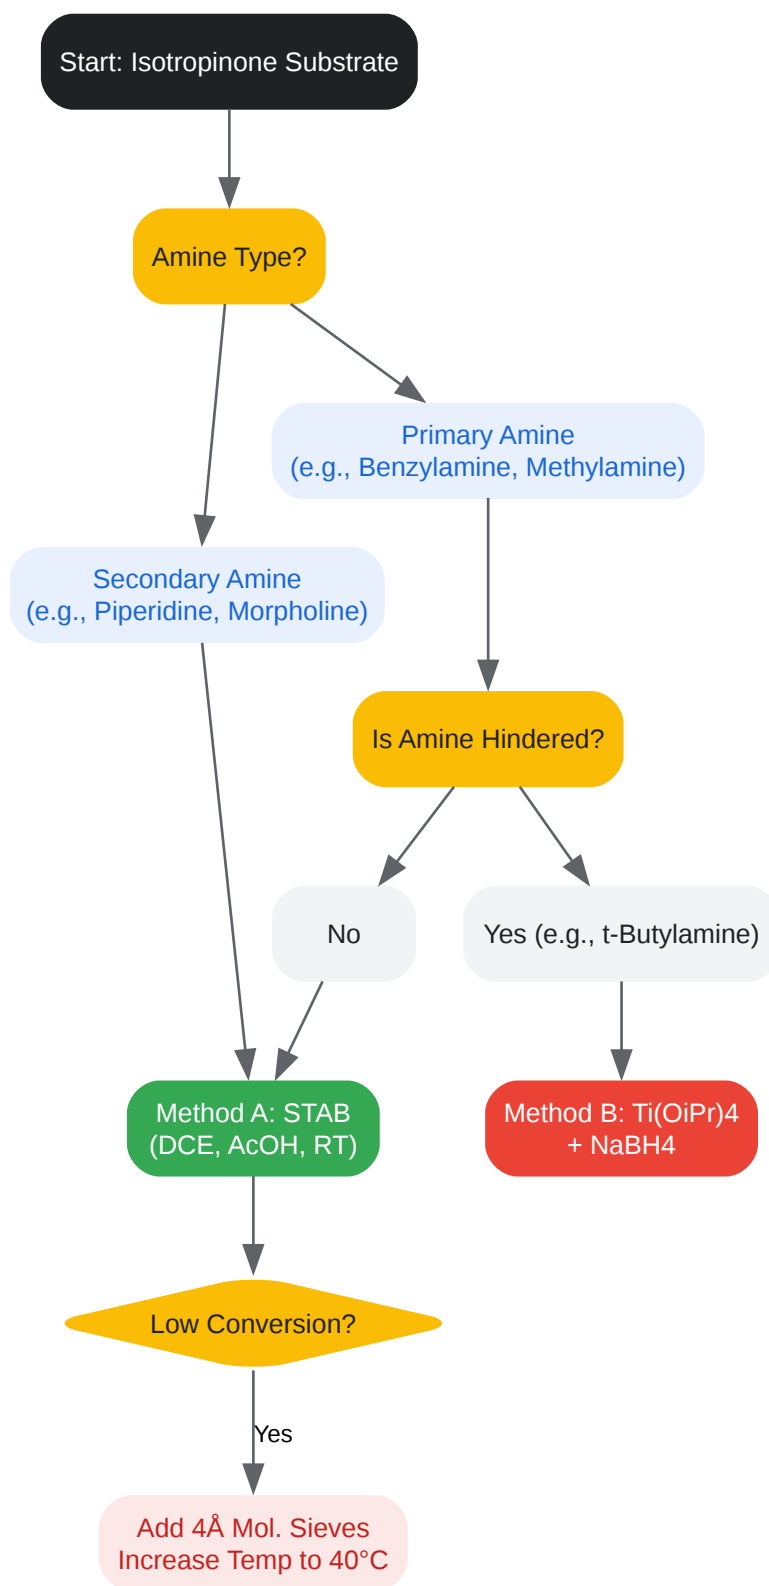 Start: Isotropinone Substrate
Amine Type?
Primary Amine
(e.g., Benzylamine, Methylamine)
Secondary Amine
(e.g., Piperidine, Morpholine)
Is Amine Hindered?
No
Yes (e.g., t-Butylamine)
Method A: STAB
(DCE, AcOH, RT)
Method B: Ti(OiPr)4
+ NaBH4
Low Conversion?
Yes
Add 4Å Mol. Sieves
Increase Temp to 40°C